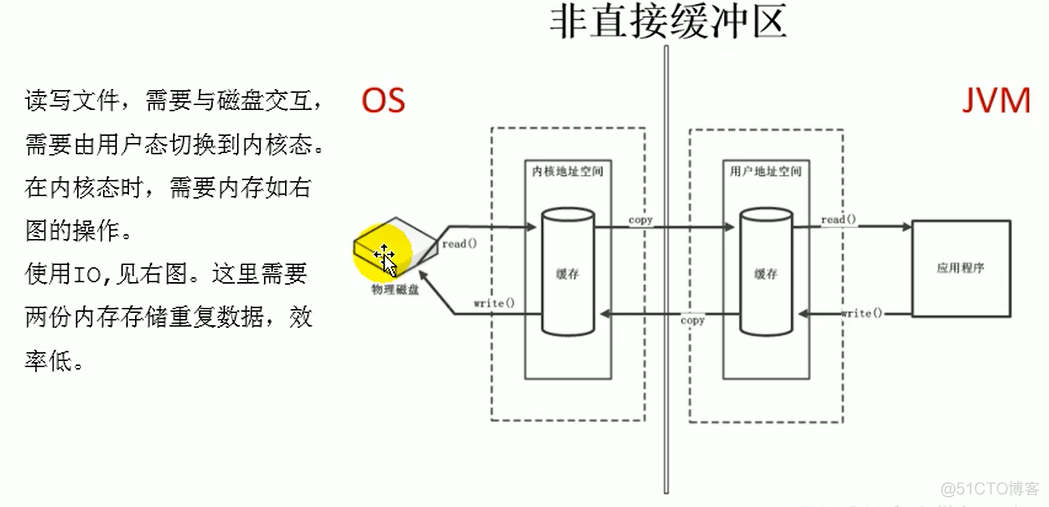 非直接缓冲区
读写文件，需要与磁盘交互，
需要由用户态切换到内核态。
在内核态时，需要内存如右
图的操作。
使用IO,见右图。这里需要
两份内存存储重复数据，效
率低。
OS
JVM
内核地址空间
用户地址空间
copy
read()
read()
缓存
缓存
应用程序
物理磁盘
write()
copy
write()
@51CTO博客